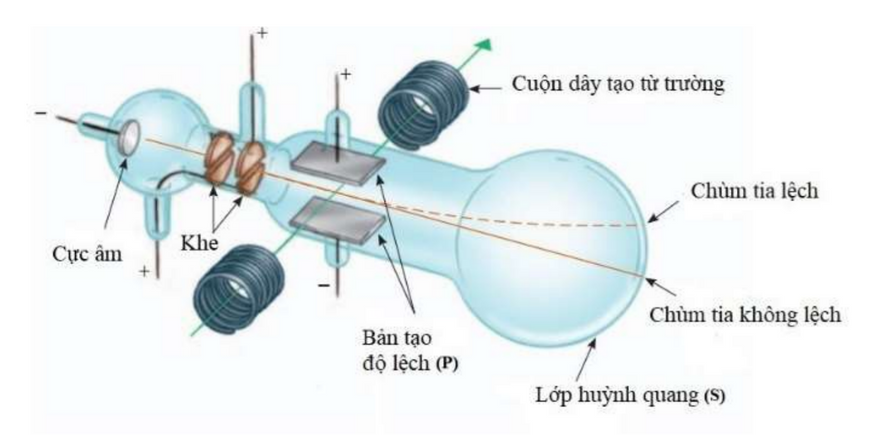 +
+
−
Cuộn dây tạo từ trường
Chùm tia lệch
Khe
Cực âm
+
−
Chùm tia không lệch
Bản tạo
độ lệch (P)
Lớp huỳnh quang (S)